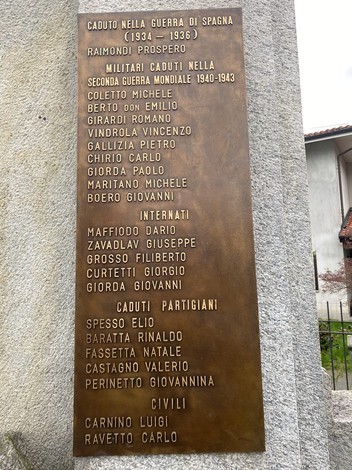 CADUTO NELLA GUERRA DI SPAGNA
(1934 - 1936)
RAIMONDI PROSPERO
MILITARI CADUTI NELLA
SECONDA GUERRA MONDIALE 1940-1943
COLETTO MICHELE
BERTO DON EMILIO
GIRARDI ROMANO
VINDROLA VINCENZO
GALLIZIA PIETRO
CHIRIO CARLO
GIORDA PAOLO
MARITANO MICHELE
BOERO GIOVANNI
INTERNATI
MAFFIODO DARIO
ZAVADLAV GIUSEPPE
GROSSO FILIBERTO
CURTETTI GIORGIO
GIORDA GIOVANNI
CADUTI PARTIGIANI
SPESSO ELIO
BARATTA RINALDO
FASSETTA NATALE
CASTAGNO VALERIO
PERINETTO GIOVANNINA
CIVILI
CARNINO LUIGI
RAVETTO CARLO